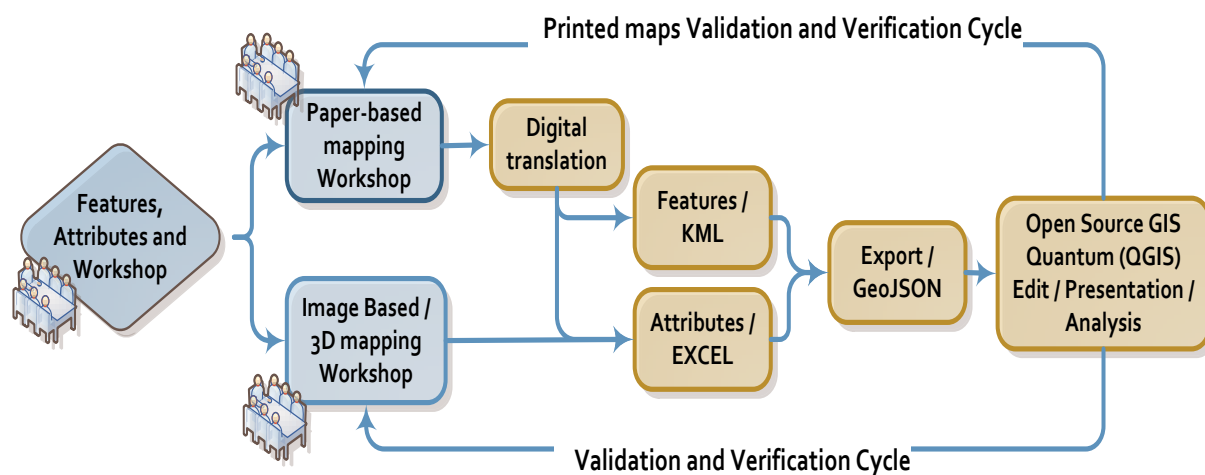 Printed maps Validation and Verification Cycle
Paper-based
mapping
Workshop
Digital
translation
Features,
Attributes and
Workshop
Features /
KML
Export /
GeoJSON
Open Source GIS
Quantum (QGIS)
Edit / Presentation /
Analysis
Image Based /
3D mapping
Workshop
Attributes /
EXCEL
Validation and Verification Cycle